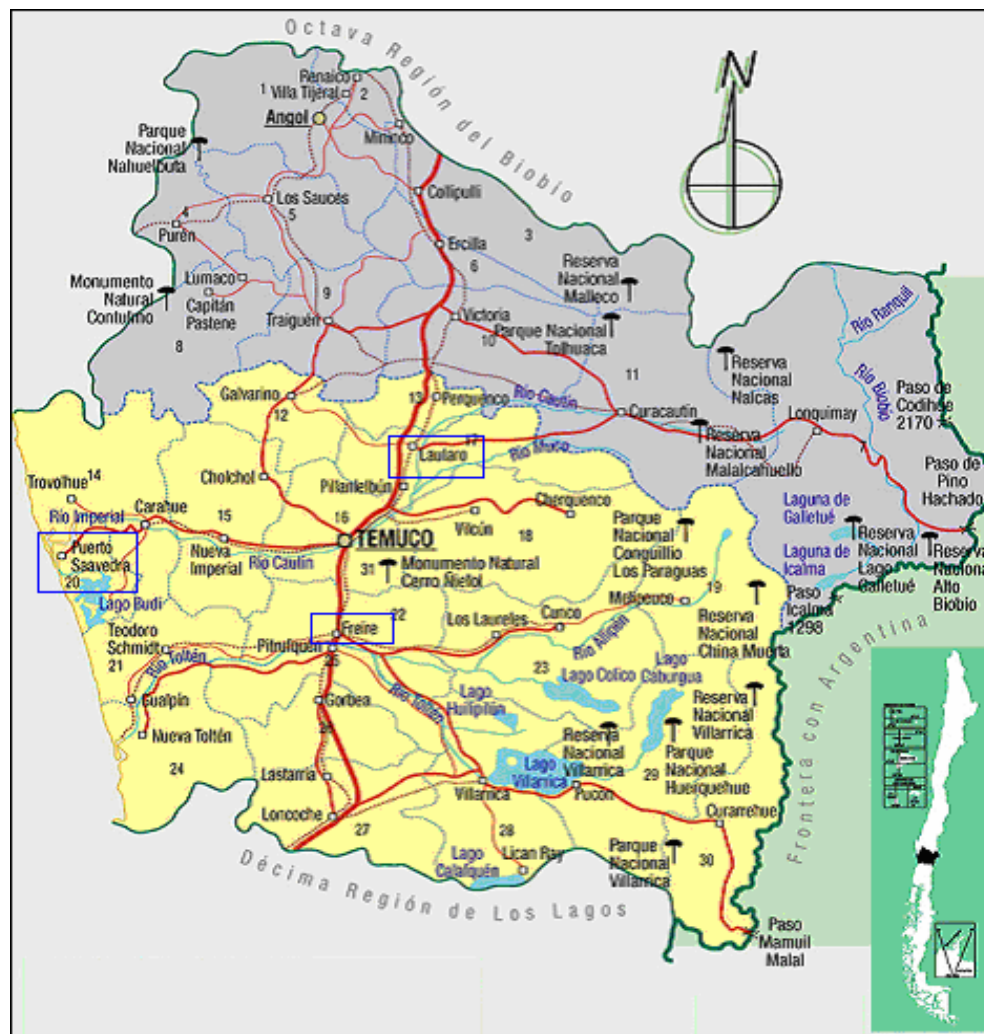 Octava Región del Biobio
N
Renaico
1
Villa Tijeral
2
Angol
Mininco
Parque
Nacional
Nahuelbuta
Collipulli
Los Sauces
5
4
Purén
3
Ercilla
6
Reserva
Nacional
Malleco
Monumento
Natural
Contulmo
Lumaco
Capitán
Pastene
9
Traiguén
Victoria
10
Parque Nacional
Tolhuaca
8
Río Ranquil
Río Biobío
11
Reserva
Nacional
Nalcas
Paso de
Codihue
2170
Galvarino
12
13
Perquenco
Río Cautín
Curacautín
Lonquimay
7
Reserva
Nacional
Malalcahuello
17
Lautaro
Río Muco
Paso de
Pino
Hachado
Cholchol
Pillanlelbún
14
Trovolhue
Río Imperial
Carahue
15
16
TEMUCO
Vilcún
Cherquenco
18
Laguna de
Galletué
Laguna de
Icalma
Reserva
Nacional
Lago
Galletué
Reserva
Nacional
Alto
Biobio
Puerto
Saavedra
20
Nueva
Imperial
Río Cautín
31
Monumento Natural
Cerro Ñielol
Parque
Nacional
Conguillio
Los Paraguas
19
Paso
Icalma
1298
Lago Budi
22
Freire
Melipeuco
Cunco
Los Laureles
Río Allipén
Reserva
Nacional
China Muerta
Teodoro
Schmidt
21
Pitrufquén
25
Río Toltén
23
Lago Colico
Lago
Caburgua
Gualpin
Gorbea
26
Río Toltén
Lago
Huilipilún
Reserva
Nacional
Villarrica
Nueva Toltén
24
Reserva
Nacional
Villarrica
29
Parque
Nacional
Huerquehue
Lastarria
Lago
Villarrica
Villarrica
Pucón
Loncoche
27
28
Curarrehue
Lican Ray
Lago
Calafquén
Parque
Nacional
Villarrica
30
Paso
Mamuil
Malal
Décima Región de Los Lagos
Frontera con Argentina